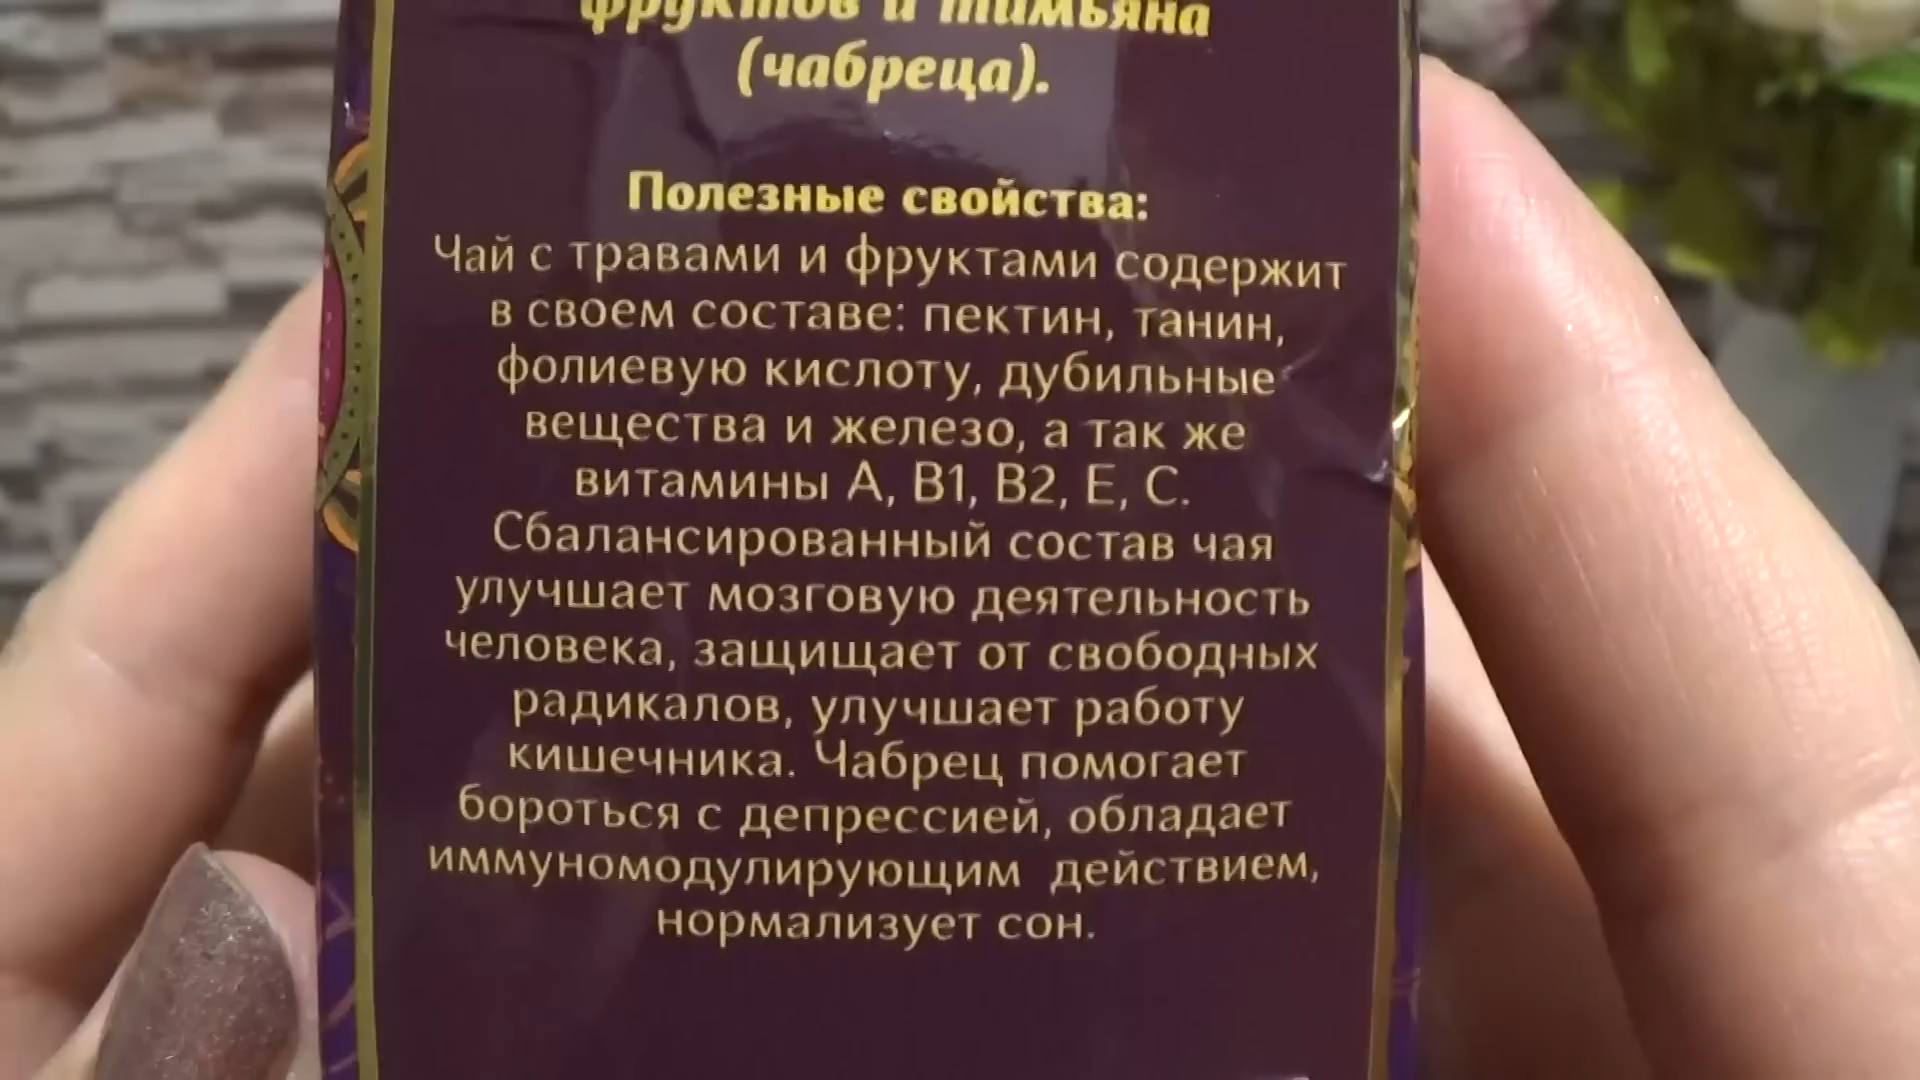 фруктов и тимьяна
(чабреца).
Полезные свойства:
Чай с травами и фруктами содержит
в своем составе: пектин, танин,
фолиевую кислоту, дубильные
вещества и железо, а так же
витамины А, В1, В2, Е, С.
Сбалансированный состав чая
улучшает мозговую деятельность
человека, защищает от свободных
радикалов, улучшает работу
кишечника. Чабрец помогает
бороться с депрессией, обладает
иммуномодулирующим действием,
нормализует сон.